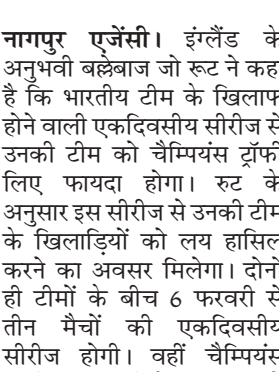 नागपुर एजेंसी। इंग्लैंड के
अनुभवी बल्लेबाज जो रूट ने कह
है कि भारतीय टीम के खिलाफ
होने वाली एकदिवसीय सीरीज से
उनकी टीम को चैम्पियंस ट्रॉफी
लिए फायदा होगा। रुट के
अनुसार इस सीरीज से उनकी टीम
के खिलाड़ियों को लय हासिल
करने का अवसर मिलेगा। दोनों
ही टीमों के बीच 6 फरवरी से
तीन मैचों की एकदिवसीय
सीरीज होगी। वहीं चैम्पियंस